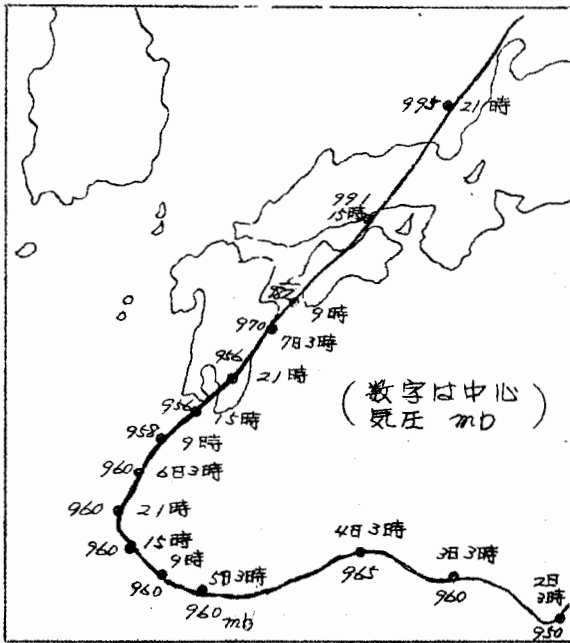 995 21時
991
15時
982
9時
970
7日3時
956
21時
956
15時
958
9時
960
6日3時
960
21時
960
15時
960
9時
5日3時
960mb
4日3時
965
3日3時
960
2日
3時
950
(数字は中心
気圧 mb)